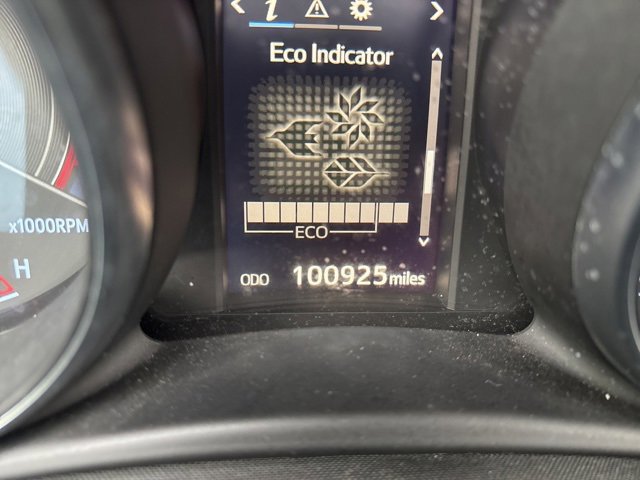 i
Eco Indicator
x1000RPM
H
ECO
ODO 100925 miles